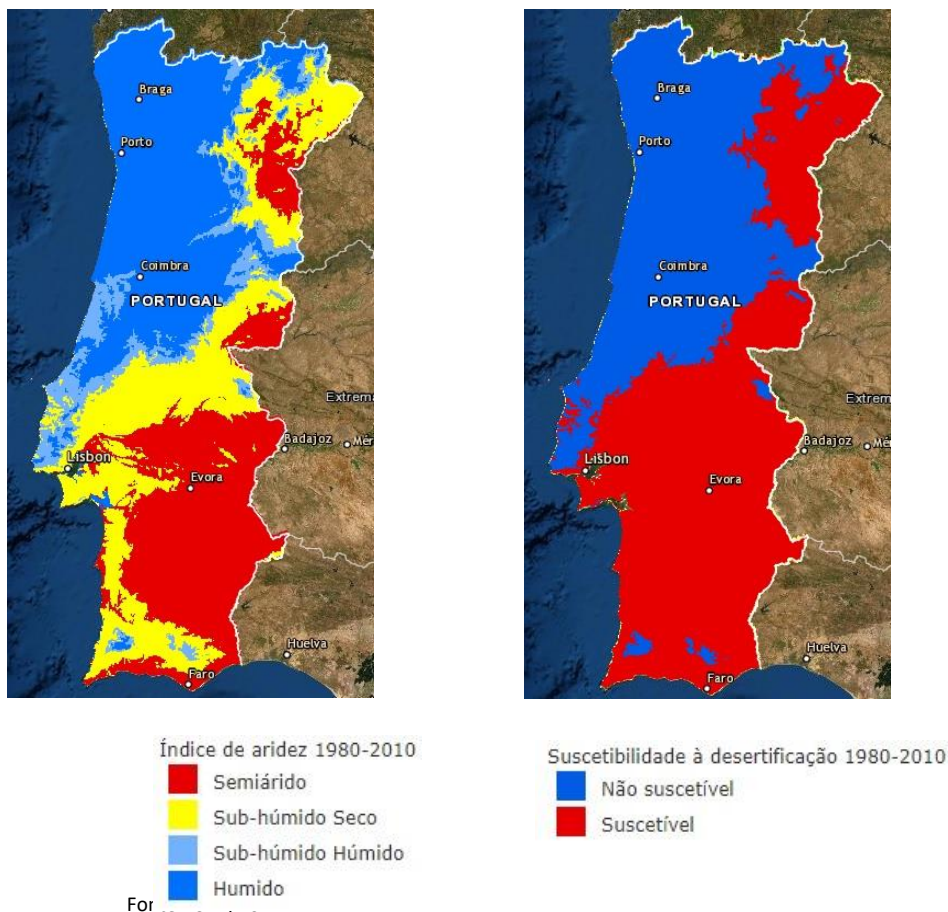 Braga
Porto
Coimbra
PORTUGAL
Lisbon
Evora
Badajoz
Huelva
Faro
Braga
Porto
Coimbra
PORTUGAL
Extrem
Lisbon
Evora
Badajoz
Huelva
Faro
Índice de aridez 1980-2010
Semiárido
Sub-húmido Seco
Sub-húmido Húmido
Humido
Suscetibilidade à desertificação 1980-2010
Não suscetível
Suscetível